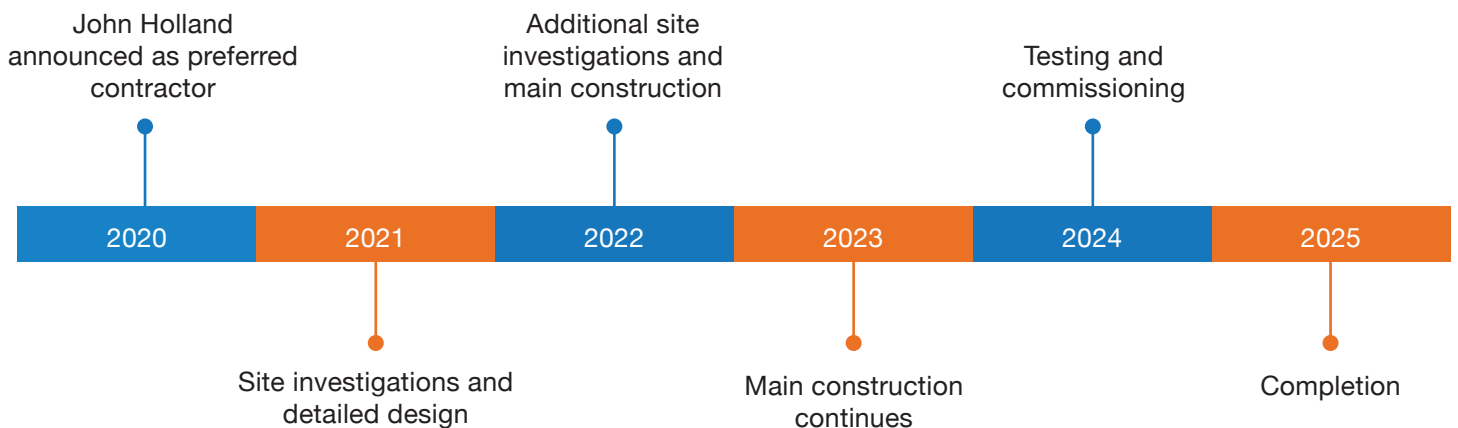 John Holland
announced as preferred
contractor
Additional site
investigations and
main construction
Testing and
commissioning
2020
2021
2022
2023
2024
2025
Site investigations and
detailed design
Main construction
continues
Completion